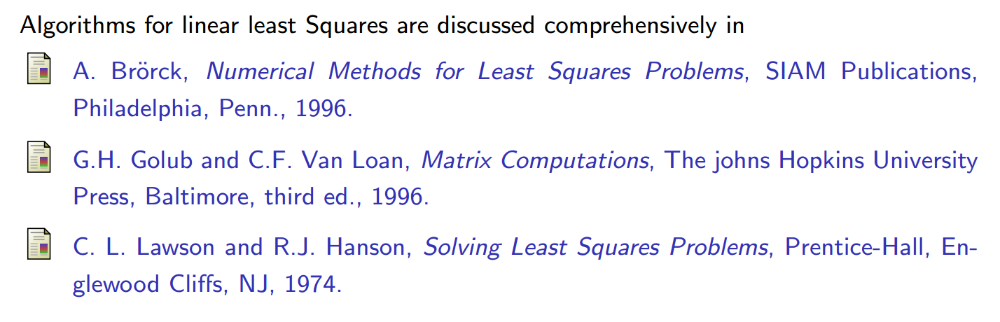 Algorithms for linear least Squares are discussed comprehensively in
A. Brörck, Numerical Methods for Least Squares Problems, SIAM Publications,
Philadelphia, Penn., 1996.
G.H. Golub and C.F. Van Loan, Matrix Computations, The johns Hopkins University
Press, Baltimore, third ed., 1996.
C. L. Lawson and R.J. Hanson, Solving Least Squares Problems, Prentice-Hall, En-
glewood Cliffs, NJ, 1974.